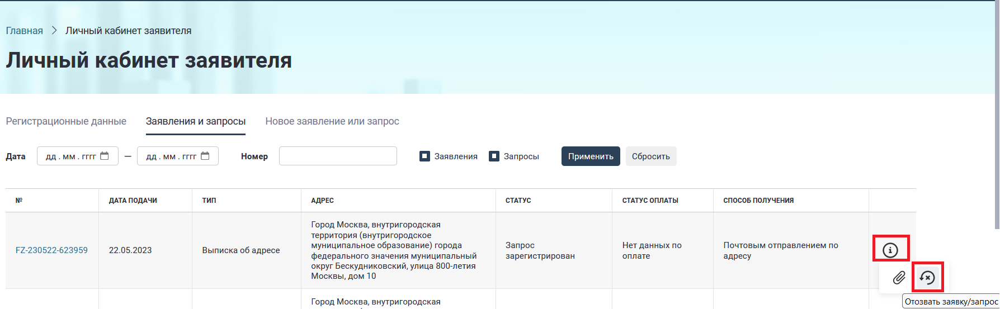 Главная > Личный кабинет заявителя
Личный кабинет заявителя
Регистрационные данные Заявления и запросы Новое заявление или запрос
Дата дд . мм . гггг — дд . мм . гггг Номер Заявления Запросы Применить Сбросить
№ ДАТА ПОДАЧИ ТИП АДРЕС СТАТУС СТАТУС ОПЛАТЫ СПОСОБ ПОЛУЧЕНИЯ
FZ-230522-623959
22.05.2023
Выписка об адресе
Город Москва, внутригородская
территория (внутригородское
муниципальное образование) города
федерального значения муниципальный
округ Бескудниковский, улица 800-летия
Москвы, дом 10
Запрос
зарегистрирован
Нет данных по
оплате
Почтовым отправлением по
адресу
Отозвать заявку/запрос
Город Москва, внутригородская